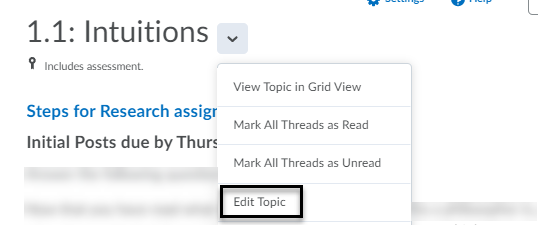 Settings Help
1.1: Intuitions
Includes assessment.
View Topic in Grid View
Steps for Research assign
Mark All Threads as Read
Initial Posts due by Thurs
Mark All Threads as Unread
Edit Topic